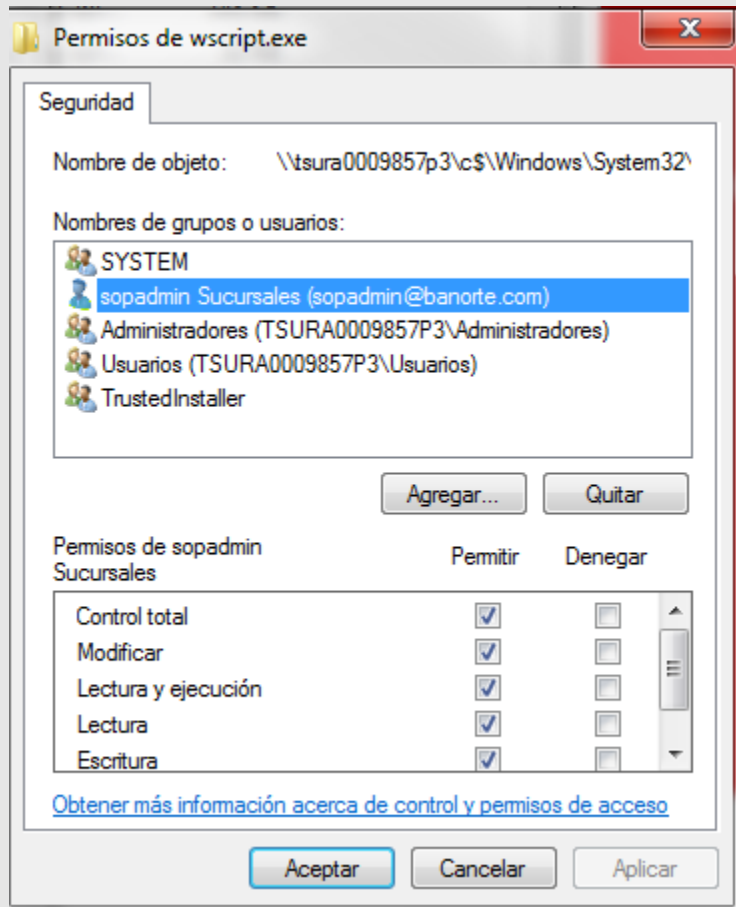 Permisos de wscript.exe
Seguridad
Nombre de objeto: \\tsura0009857p3\c$\Windows\System32\
Nombres de grupos o usuarios:
SYSTEM
sopadmin Sucursales (sopadmin@banorte.com)
Administradores (TSURA0009857P3\Administradores)
Usuarios (TSURA0009857P3\Usuarios)
TrustedInstaller
Agregar... Quitar
Permisos de sopadmin
Sucursales Permitir Denegar
Control total
Modificar
Lectura y ejecución
Lectura
Escritura
Obtener más información acerca de control y permisos de acceso
Aceptar Cancelar Aplicar